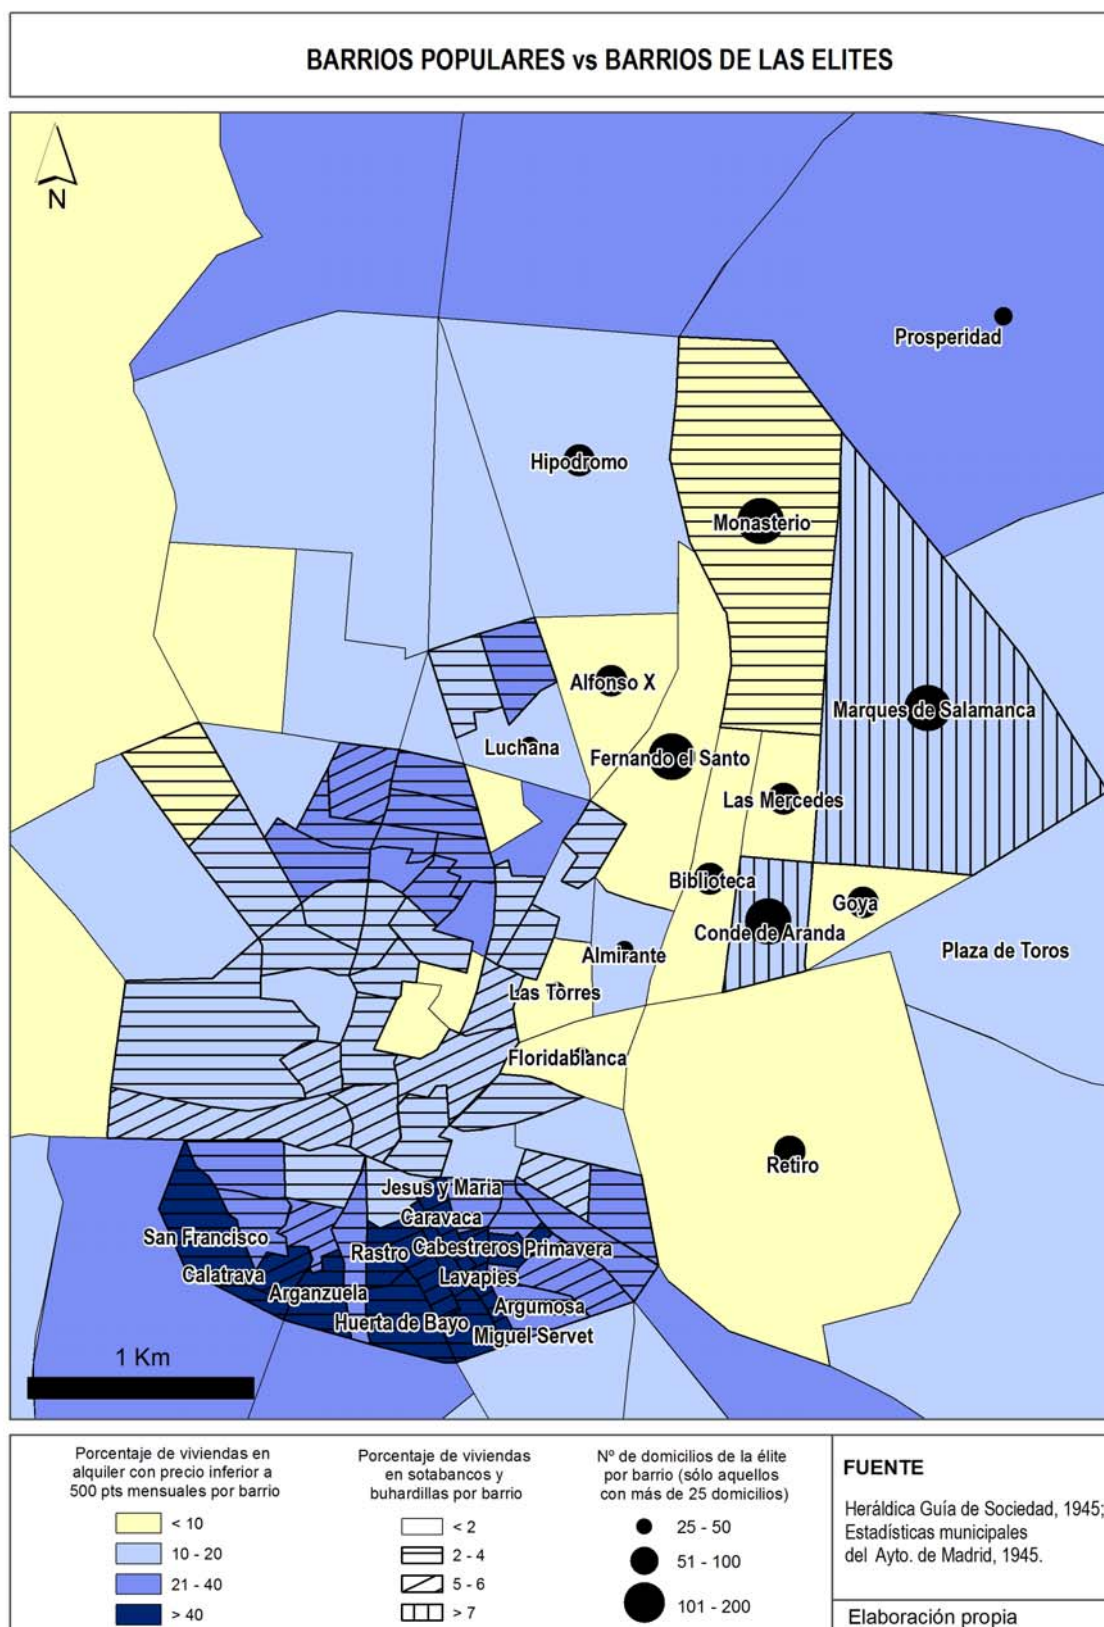 BARRIOS POPULARES vs BARRIOS DE LAS ELITES
N
Prosperidad
Hipodromo
Monasterio
Alfonso X
Marques de Salamanca
Luchana
Fernando el Santo
Las Mercedes
Biblioteca
Goya
Conde de Aranda
Almirante
Plaza de Toros
Las Torres
Floridablanca
Retiro
Jesus y Maria
Caravaca
San Francisco
Rastro
Cabestreros
Primavera
Calatrava
Lavapies
Arganzuela
Argumosa
Huerta de Bayo
Miguel Servet
1 Km
Porcentaje de viviendas en
alquiler con precio inferior a
500 pts mensuales por barrio
< 10
10 - 20
21 - 40
> 40
Porcentaje de viviendas
en sotabancos y
buhardillas por barrio
< 2
2 - 4
5 - 6
> 7
Nº de domicilios de la élite
por barrio (sólo aquellos
con más de 25 domicilios)
25 - 50
51 - 100
101 - 200
FUENTE
Heráldica Guía de Sociedad, 1945;
Estadísticas municipales
del Ayto. de Madrid, 1945.
Elaboración propia